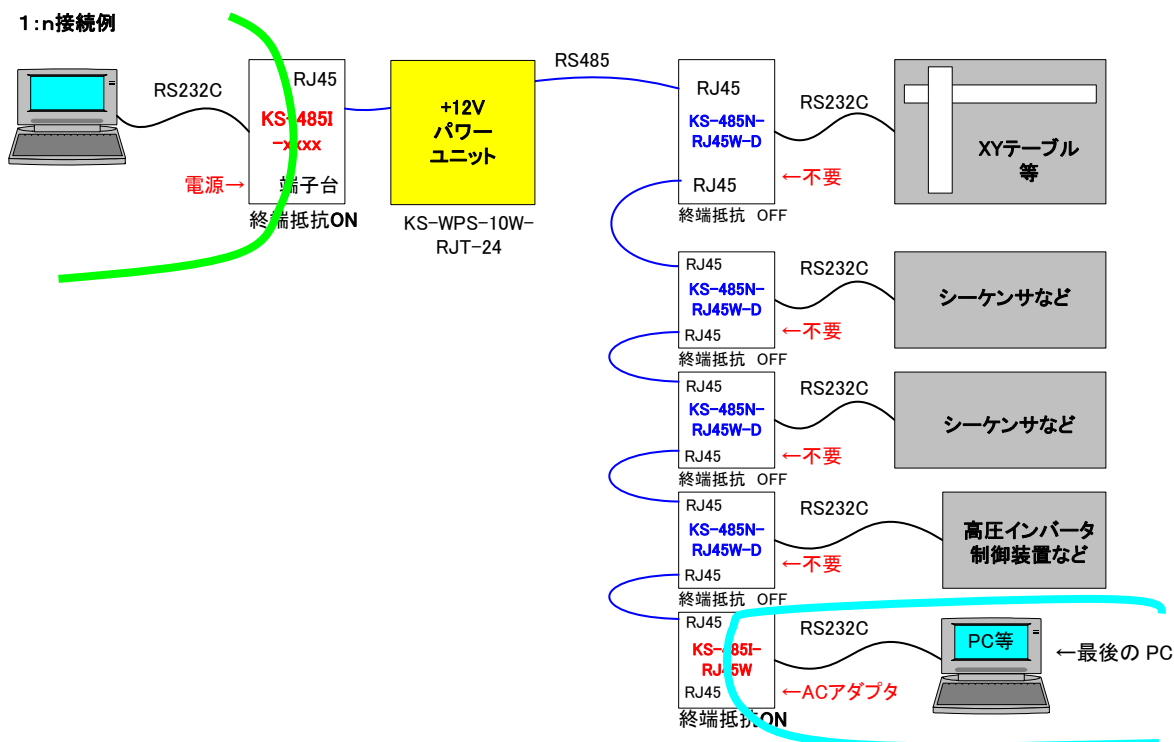 1:n接続例
RS232C
RJ45
KS-485I
-xxxx
電源→
端子台
終端抵抗ON
+12V
パワー
ユニット
KS-WPS-10W-
RJT-24
RS485
RJ45
KS-485N-
RJ45W-D
RJ45
終端抵抗 OFF
RS232C
←不要
XYテーブル
等
RJ45
KS-485N-
RJ45W-D
RJ45
終端抵抗 OFF
RS232C
←不要
シーケンサなど
RJ45
KS-485N-
RJ45W-D
RJ45
終端抵抗 OFF
RS232C
←不要
シーケンサなど
RJ45
KS-485N-
RJ45W-D
RJ45
終端抵抗 OFF
RS232C
←不要
高圧インバータ
制御装置など
RJ45
KS-485I-
RJ45W
RJ45
終端抵抗ON
RS232C
←ACアダプタ
PC等
←最後の PC